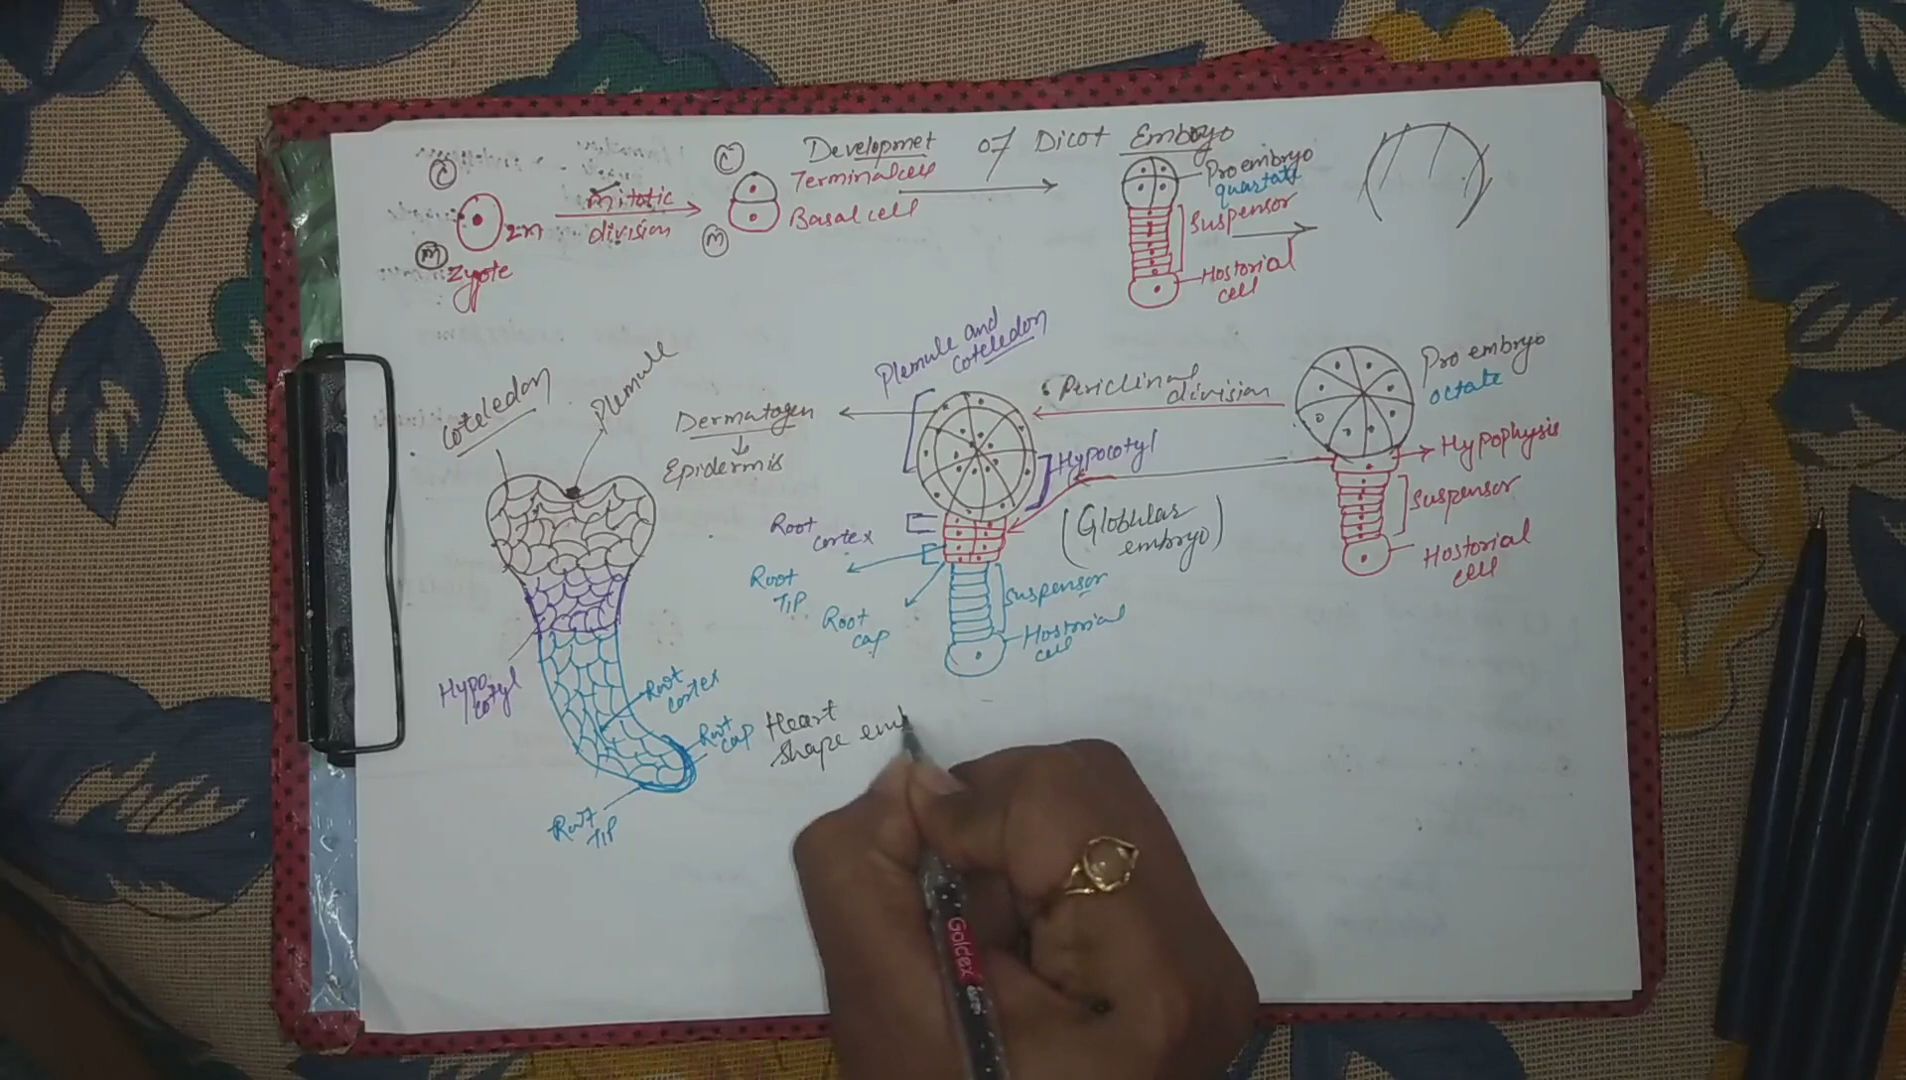 Developmet of Dicot Embryo
C
2n
m
Zygote
mitotic
division
C
m
Terminal cell
Basal cell
Pro embryo
quartate
Suspensor
Hostorial
cell
Pro embryo
octate
Hypophysis
Suspensor
Hostorial
cell
Periclinal
division
Plemule and
Coteledon
Hypocotyl
(Globular
embryo)
Dermatogen
Epidermis
Root
cortex
Root
TIP
Root
cap
Suspensor
Hostorial
cell
Coteledon
Plemule
Hypo
cotyl
Root
cortex
Root
cap
Root
TIP
Heart
shape emb
Goldex